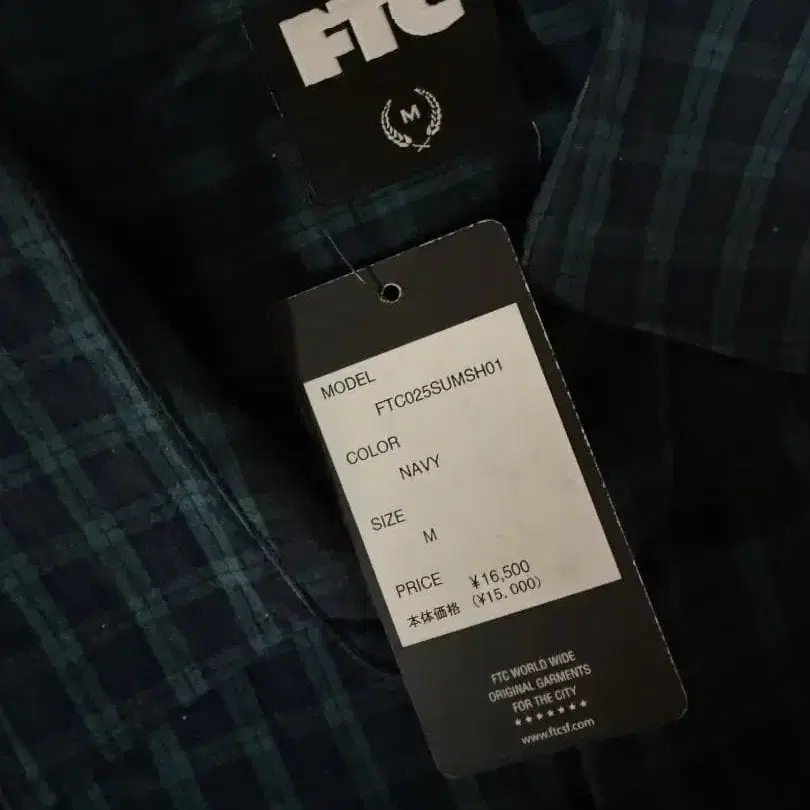 FTC
M
MODEL
FTC025SUMSH01
COLOR
NAVY
SIZE
M
PRICE ¥16,500
本体価格 (¥15,000)
FTC WORLD WIDE
ORIGINAL GARMENTS
FOR THE CITY
★★★★★★★
www.ftcsf.com